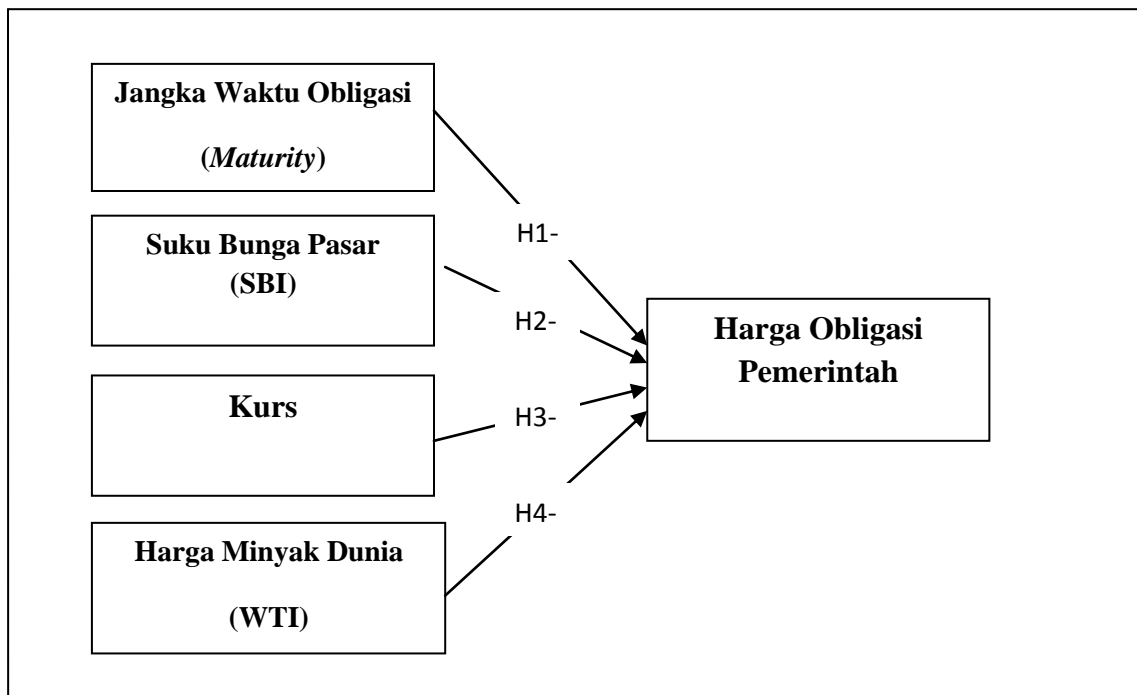 Jangka Waktu Obligasi
(Maturity)
H1-
Suku Bunga Pasar
(SBI)
H2-
Harga Obligasi
Pemerintah
Kurs
H3-
H4-
Harga Minyak Dunia
(WTI)